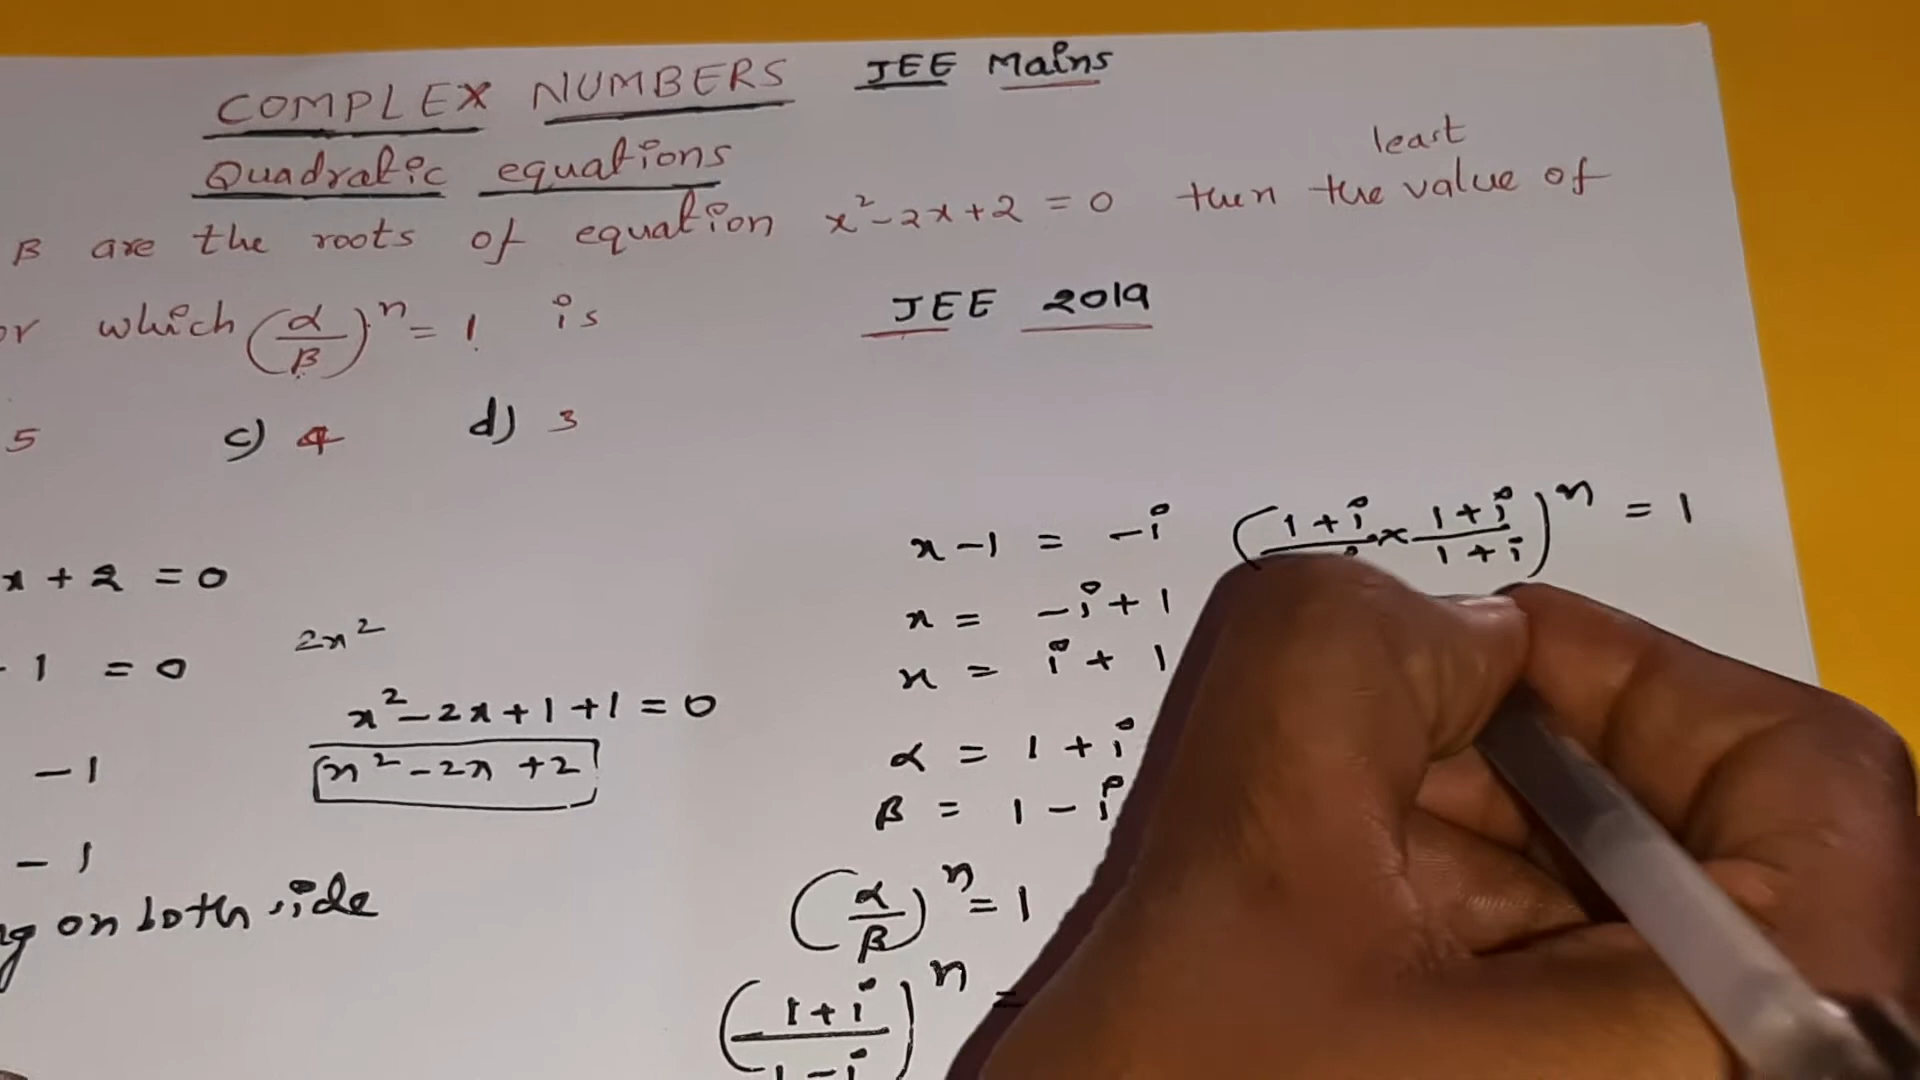 COMPLEX NUMBERS JEE Mains
Quadratic equations
least
β are the roots of equation x²-2x+2 = 0 then the value of
or which (α/β)ⁿ = 1 is
JEE 2019
5 c) 4 d) 3
x-1 = -i
((1+i)/ × (1+i)/(1+i))ⁿ = 1
x + 2 = 0
x = -i+1
2x²
x = i + 1
- 1 = 0
x²-2x+1+1 = 0
x²-2x+2
α = 1+i
-1
β = 1-i
-1
on both side
(α/β)ⁿ = 1
((1+i)/(1-i))ⁿ =